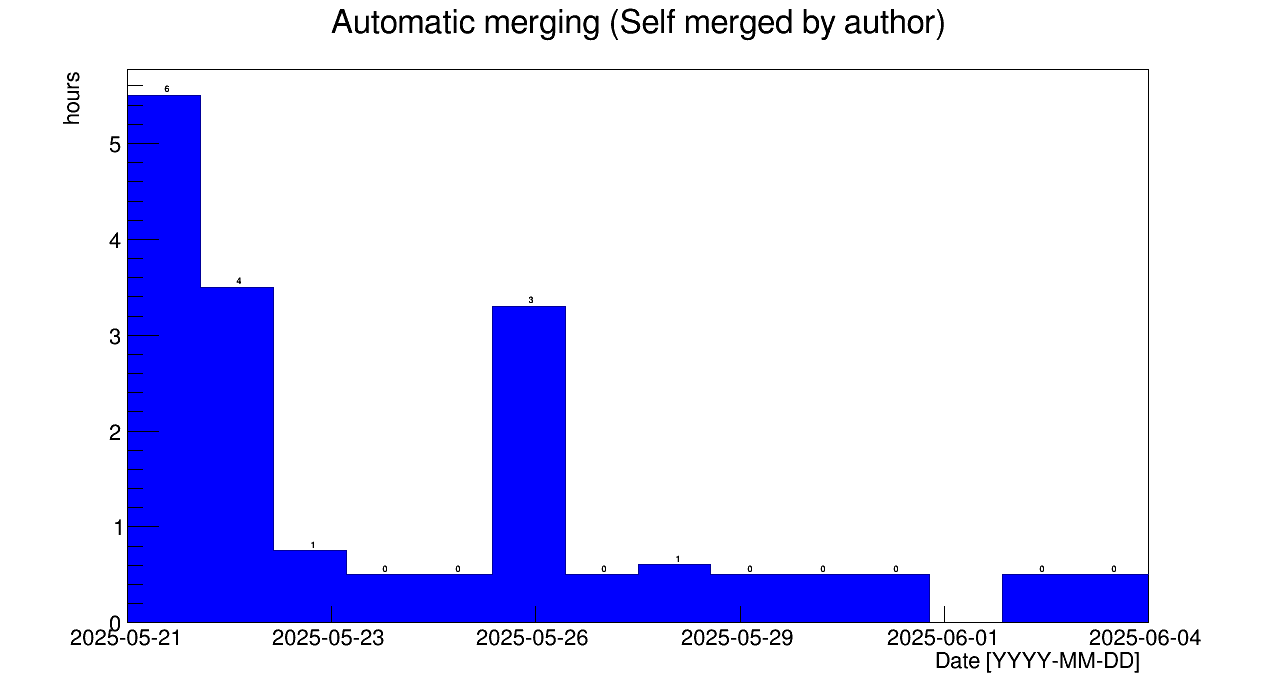 Automatic merging (Self merged by author)
hours
6
5
4
4
3
3
2
1
1
1
0 0 0 0 0 0 0 0
0
2025-05-21 2025-05-23 2025-05-26 2025-05-29 2025-06-01 2025-06-04
Date [YYYY-MM-DD]